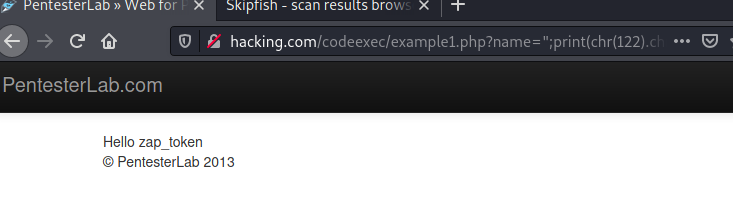 PentesterLab » Web for P
Skipfish - scan results brows
hacking.com/codeexec/example1.php?name=";print(chr(122).ch
PentesterLab.com
Hello zap_token
© PentesterLab 2013